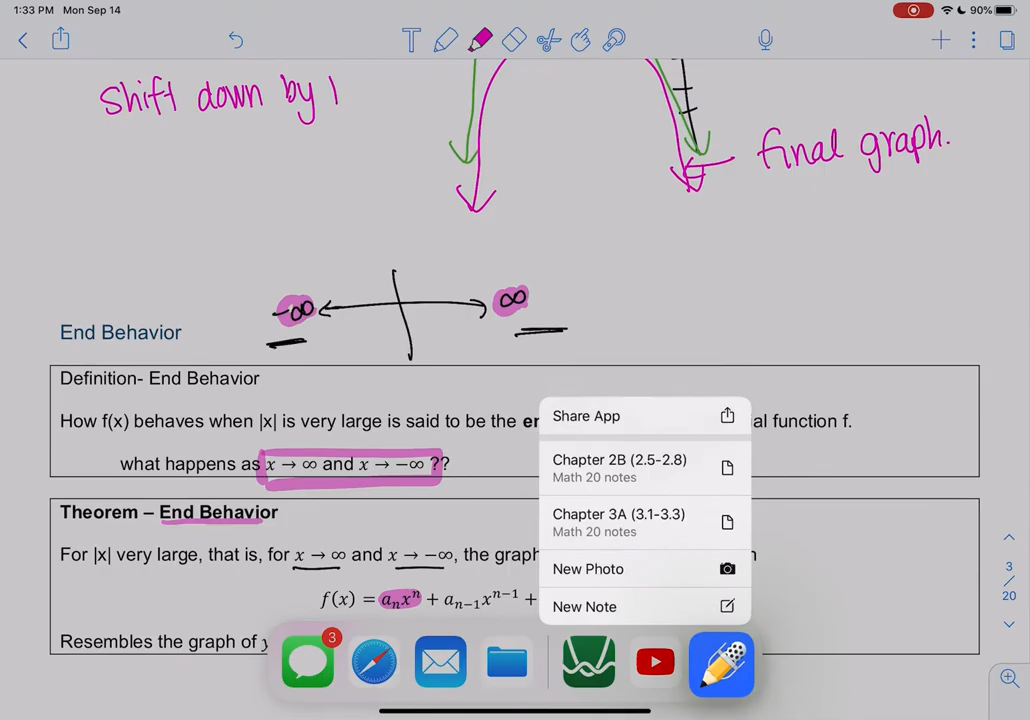 1:33 PM Mon Sep 14
90%
T
shift down by 1
final graph.
-∞
∞
End Behavior
Definition- End Behavior
How f(x) behaves when |x| is very large is said to be the
al function f.
what happens as x → ∞ and x → −∞ ??
Theorem – End Behavior
For |x| very large, that is, for x → ∞ and x → −∞, the graph
f(x) = aₙxⁿ + aₙ₋₁xⁿ⁻¹ +
Resembles the graph of
Share App
Chapter 2B (2.5-2.8)
Math 20 notes
Chapter 3A (3.1-3.3)
Math 20 notes
New Photo
New Note
3
/
20
3